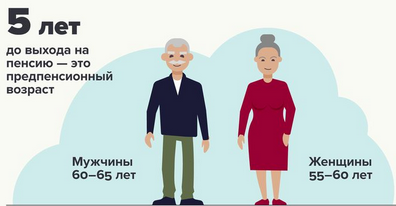 5 лет
до выхода на
пенсию — это
предпенсионный
возраст
Мужчины
60–65 лет
Женщины
55–60 лет